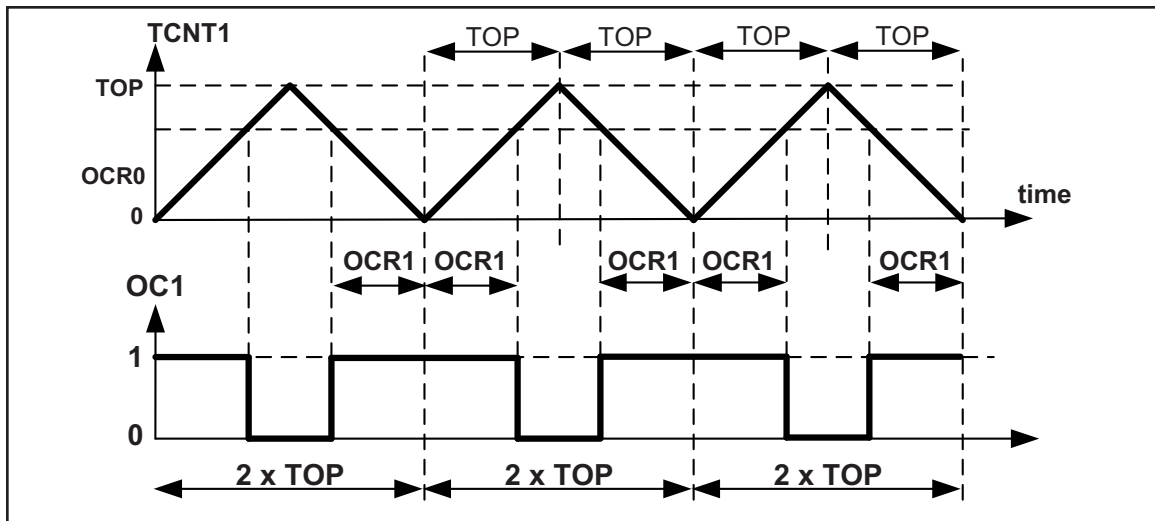 TCNT1
TOP TOP TOP TOP
TOP
OCR0
0
time
OCR1 OCR1 OCR1 OCR1 OCR1
OC1
1
0
2 x TOP 2 x TOP 2 x TOP